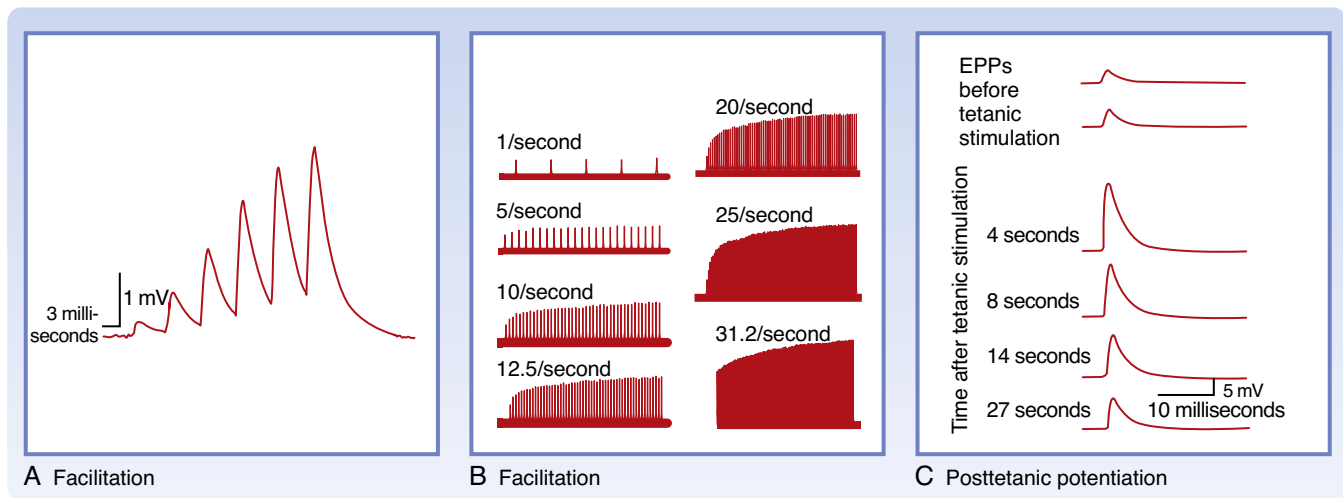 1 mV
3 milli-
seconds
A Facilitation
1/second
5/second
10/second
12.5/second
20/second
25/second
31.2/second
B Facilitation
EPPs
before
tetanic
stimulation
Time after tetanic stimulation
4 seconds
8 seconds
14 seconds
27 seconds
5 mV
10 milliseconds
C Posttetanic potentiation